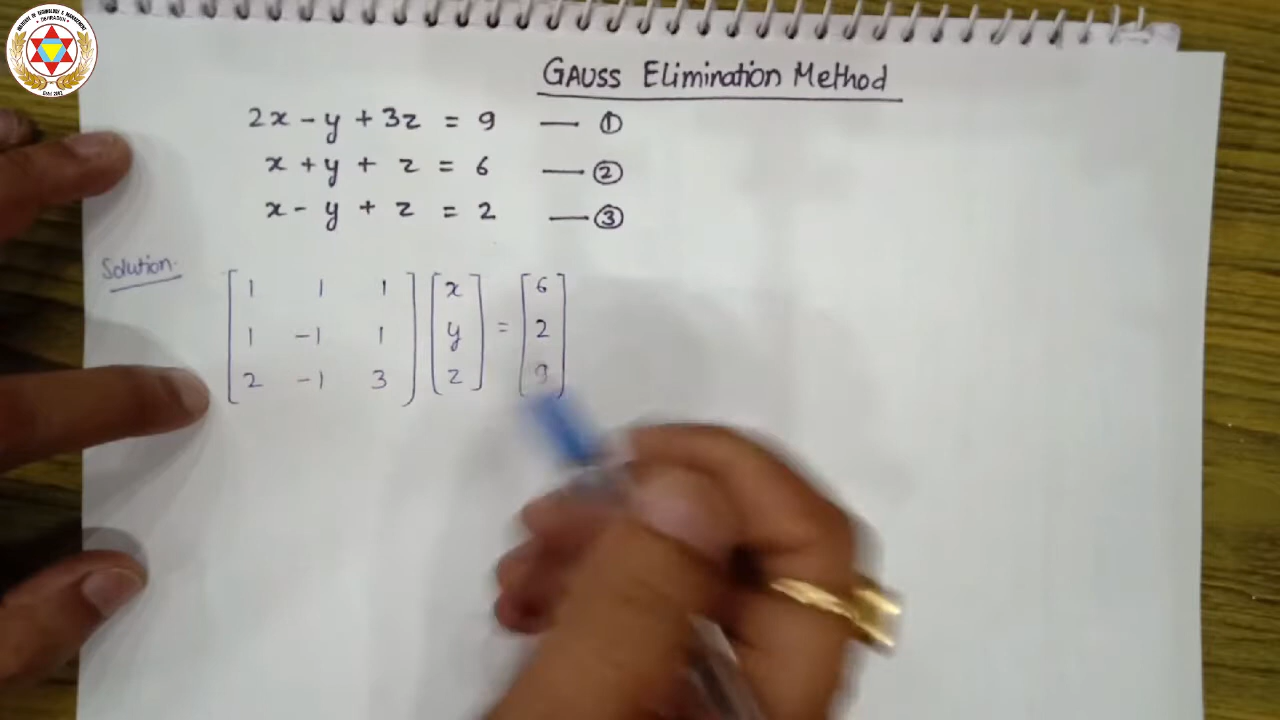 GAUSS Elimination Method
2x - y + 3z = 9 — ①
x + y + z = 6 — ②
x - y + z = 2 — ③
Solution.
[1 1 1] [x] = [6]
[1 -1 1] [y] = [2]
[2 -1 3] [z] = [9]